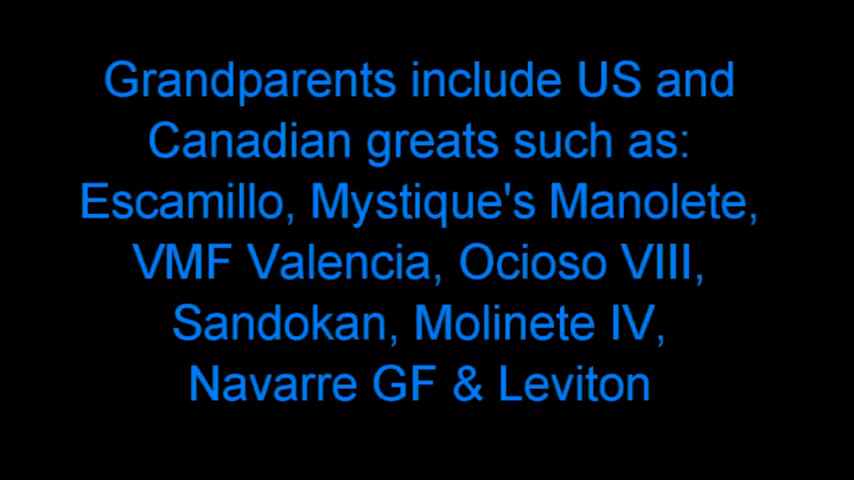 Grandparents include US and
Canadian greats such as:
Escamillo, Mystique's Manolete,
VMF Valencia, Ocioso VIII,
Sandokan, Molinete IV,
Navarre GF & Leviton